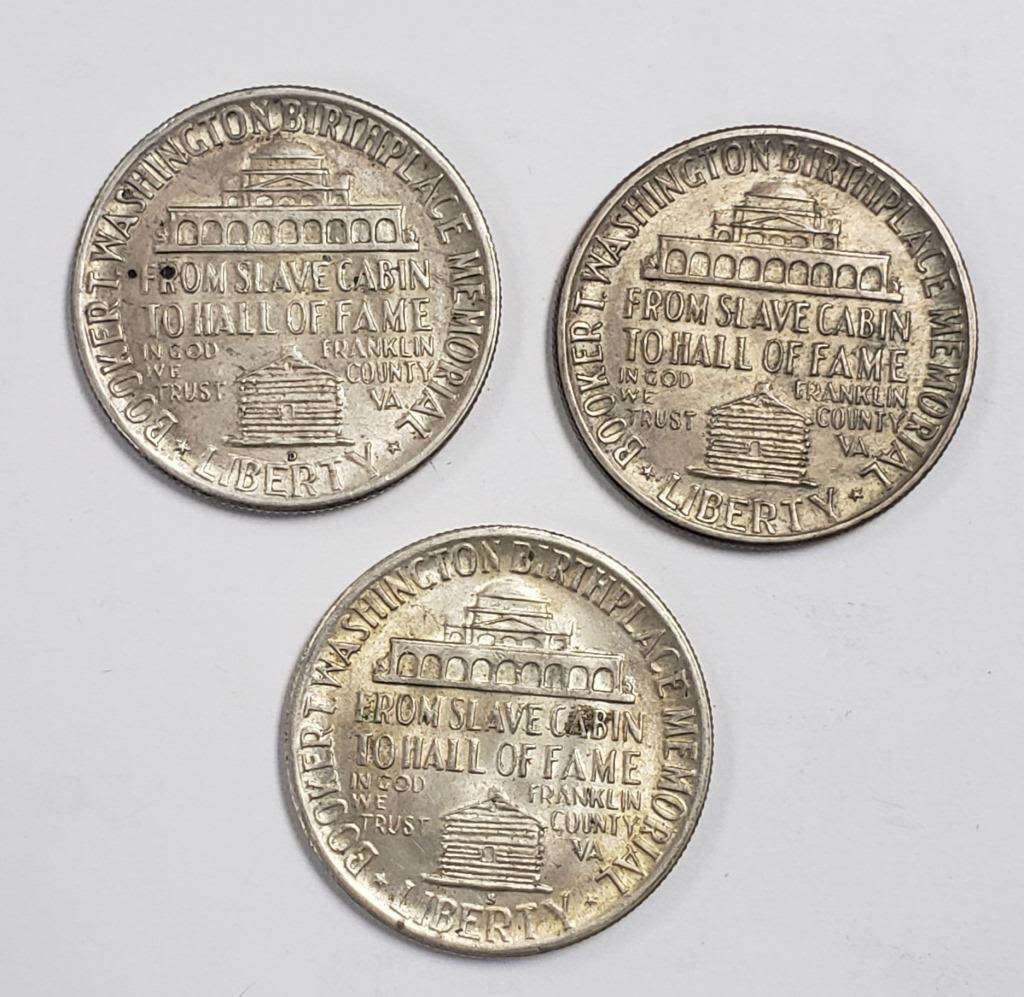 BOOKER T. WASHINGTON BIRTHPLACE MEMORIAL
FROM SLAVE CABIN
TO HALL OF FAME
IN GOD FRANKLIN
WE COUNTY
TRUST VA.
D
LIBERTY
BOOKER T. WASHINGTON BIRTHPLACE MEMORIAL
FROM SLAVE CABIN
TO HALL OF FAME
IN GOD FRANKLIN
WE COUNTY
TRUST VA.
LIBERTY
BOOKER T. WASHINGTON BIRTHPLACE MEMORIAL
FROM SLAVE CABIN
TO HALL OF FAME
IN GOD FRANKLIN
WE COUNTY
TRUST VA
S
LIBERTY